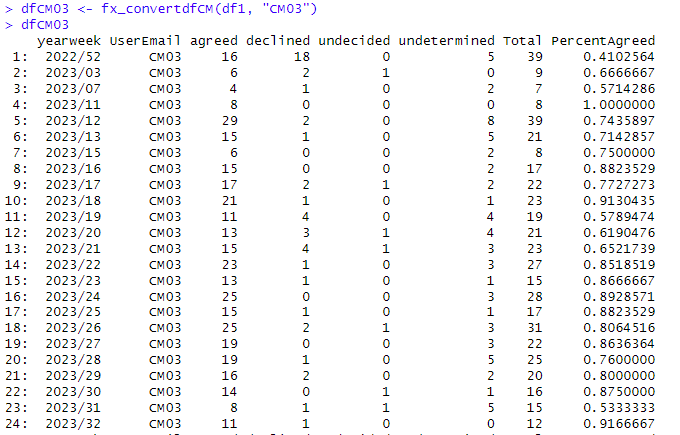 > dfCM03 <- fx_convertdfCM(df1, "CM03")
> dfCM03
yearweek UserEmail agreed declined undecided undetermined Total PercentAgreed
1: 2022/52 CM03 16 18 0 5 39 0.4102564
2: 2023/03 CM03 6 2 1 0 9 0.6666667
3: 2023/07 CM03 4 1 0 2 7 0.5714286
4: 2023/11 CM03 8 0 0 0 8 1.0000000
5: 2023/12 CM03 29 2 0 8 39 0.7435897
6: 2023/13 CM03 15 1 0 5 21 0.7142857
7: 2023/15 CM03 6 0 0 2 8 0.7500000
8: 2023/16 CM03 15 0 0 2 17 0.8823529
9: 2023/17 CM03 17 2 1 2 22 0.7727273
10: 2023/18 CM03 21 1 0 1 23 0.9130435
11: 2023/19 CM03 11 4 0 4 19 0.5789474
12: 2023/20 CM03 13 3 1 4 21 0.6190476
13: 2023/21 CM03 15 4 1 3 23 0.6521739
14: 2023/22 CM03 23 1 0 3 27 0.8518519
15: 2023/23 CM03 13 1 0 1 15 0.8666667
16: 2023/24 CM03 25 0 0 3 28 0.8928571
17: 2023/25 CM03 15 1 0 1 17 0.8823529
18: 2023/26 CM03 25 2 1 3 31 0.8064516
19: 2023/27 CM03 19 0 0 3 22 0.8636364
20: 2023/28 CM03 19 1 0 5 25 0.7600000
21: 2023/29 CM03 16 2 0 2 20 0.8000000
22: 2023/30 CM03 14 0 1 1 16 0.8750000
23: 2023/31 CM03 8 1 1 5 15 0.5333333
24: 2023/32 CM03 11 1 0 0 12 0.9166667